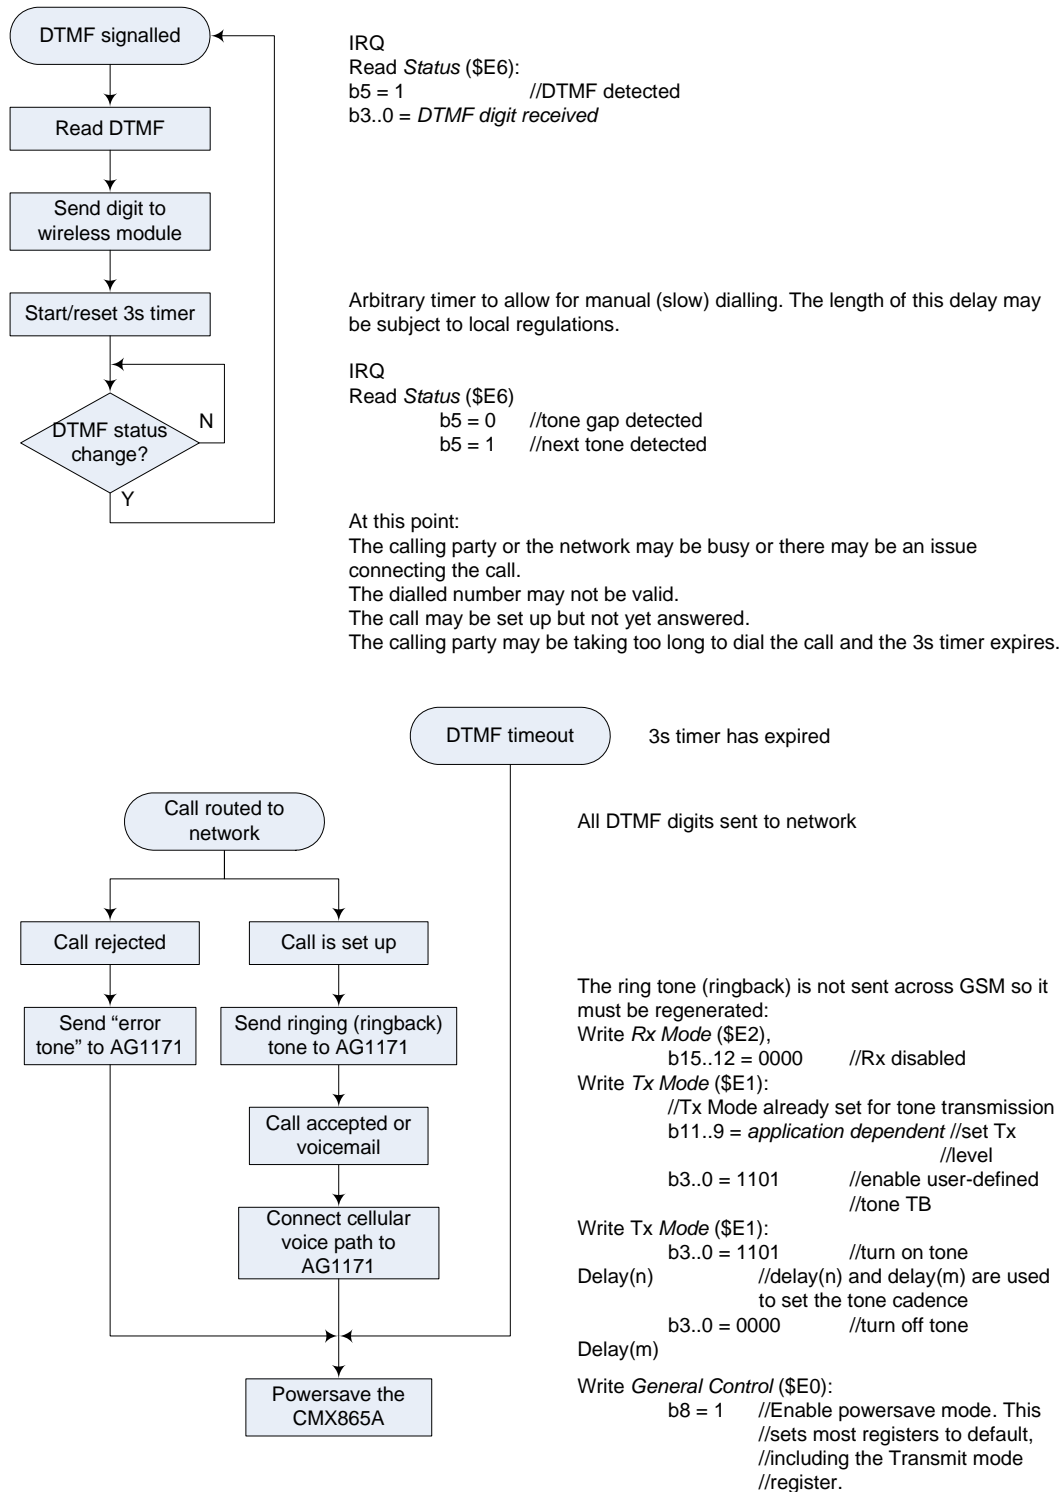 DTMF signalled
IRQ
Read Status ($E6):
b5 = 1 //DTMF detected
b3..0 = DTMF digit received
Read DTMF
Send digit to
wireless module
Start/reset 3s timer
Arbitrary timer to allow for manual (slow) dialling. The length of this delay may
be subject to local regulations.
IRQ
Read Status ($E6)
b5 = 0 //tone gap detected
b5 = 1 //next tone detected
DTMF status
change?
N
Y
At this point:
The calling party or the network may be busy or there may be an issue
connecting the call.
The dialled number may not be valid.
The call may be set up but not yet answered.
The calling party may be taking too long to dial the call and the 3s timer expires.
DTMF timeout
3s timer has expired
Call routed to
network
All DTMF digits sent to network
Call rejected
Call is set up
Send “error
tone” to AG1171
Send ringing (ringback)
tone to AG1171
Call accepted or
voicemail
Connect cellular
voice path to
AG1171
Powersave the
CMX865A
The ring tone (ringback) is not sent across GSM so it
must be regenerated:
Write Rx Mode ($E2),
b15..12 = 0000 //Rx disabled
Write Tx Mode ($E1):
//Tx Mode already set for tone transmission
b11..9 = application dependent //set Tx
//level
b3..0 = 1101 //enable user-defined
//tone TB
Write Tx Mode ($E1):
b3..0 = 1101 //turn on tone
Delay(n) //delay(n) and delay(m) are used
to set the tone cadence
b3..0 = 0000 //turn off tone
Delay(m)
Write General Control ($E0):
b8 = 1 //Enable powersave mode. This
//sets most registers to default,
//including the Transmit mode
//register.